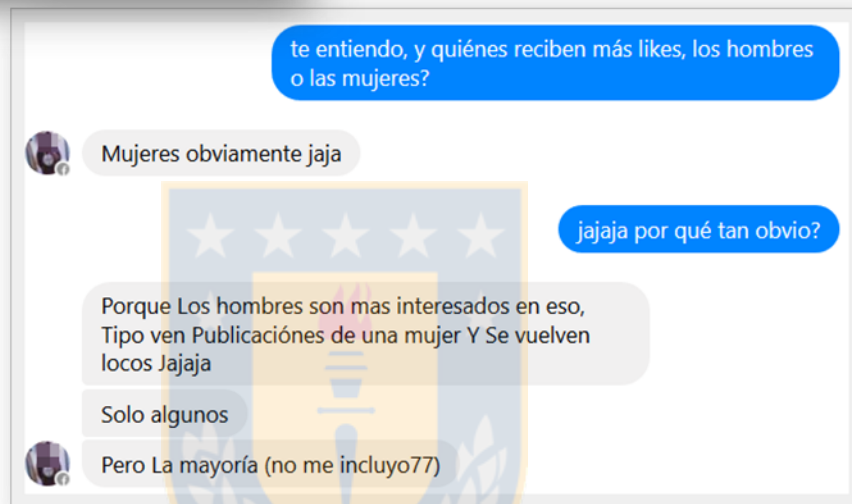 te entiendo, y quiénes reciben más likes, los hombres
o las mujeres?
Mujeres obviamente jaja
jajaja por qué tan obvio?
Porque Los hombres son mas interesados en eso,
Tipo ven Publicaciónes de una mujer Y Se vuelven
locos Jajaja
Solo algunos
Pero La mayoría (no me incluyo77)